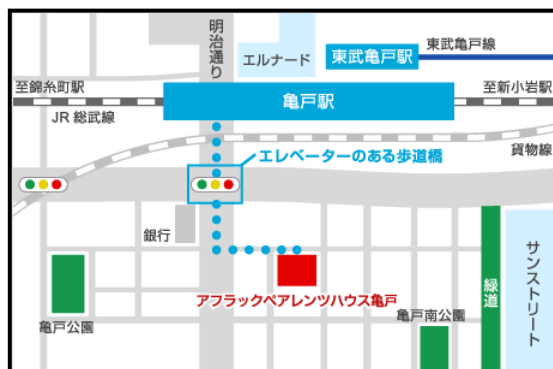 明治通り
エルナード
東武亀戸駅
東武亀戸線
至錦糸町駅
亀戸駅
至新小岩駅
JR 総武線
貨物線
エレベーターのある歩道橋
銀行
アフラックペアレンツハウス亀戸
亀戸公園
亀戸南公園
緑道
サンストリート